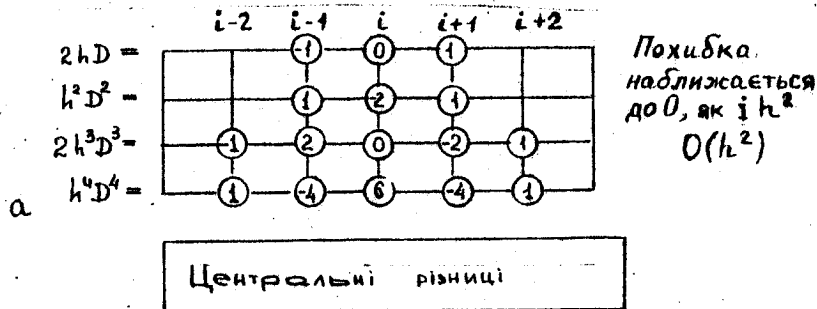 i-2 i-1 i i+1 i+2
2hD = -1 0 1
h²D² = 1 -2 1
2h³D³= -1 2 0 -2 1
a h⁴D⁴= 1 -4 6 -4 1
Похибка
наближається
до 0, як і h²
O(h²)
Центральні різниці